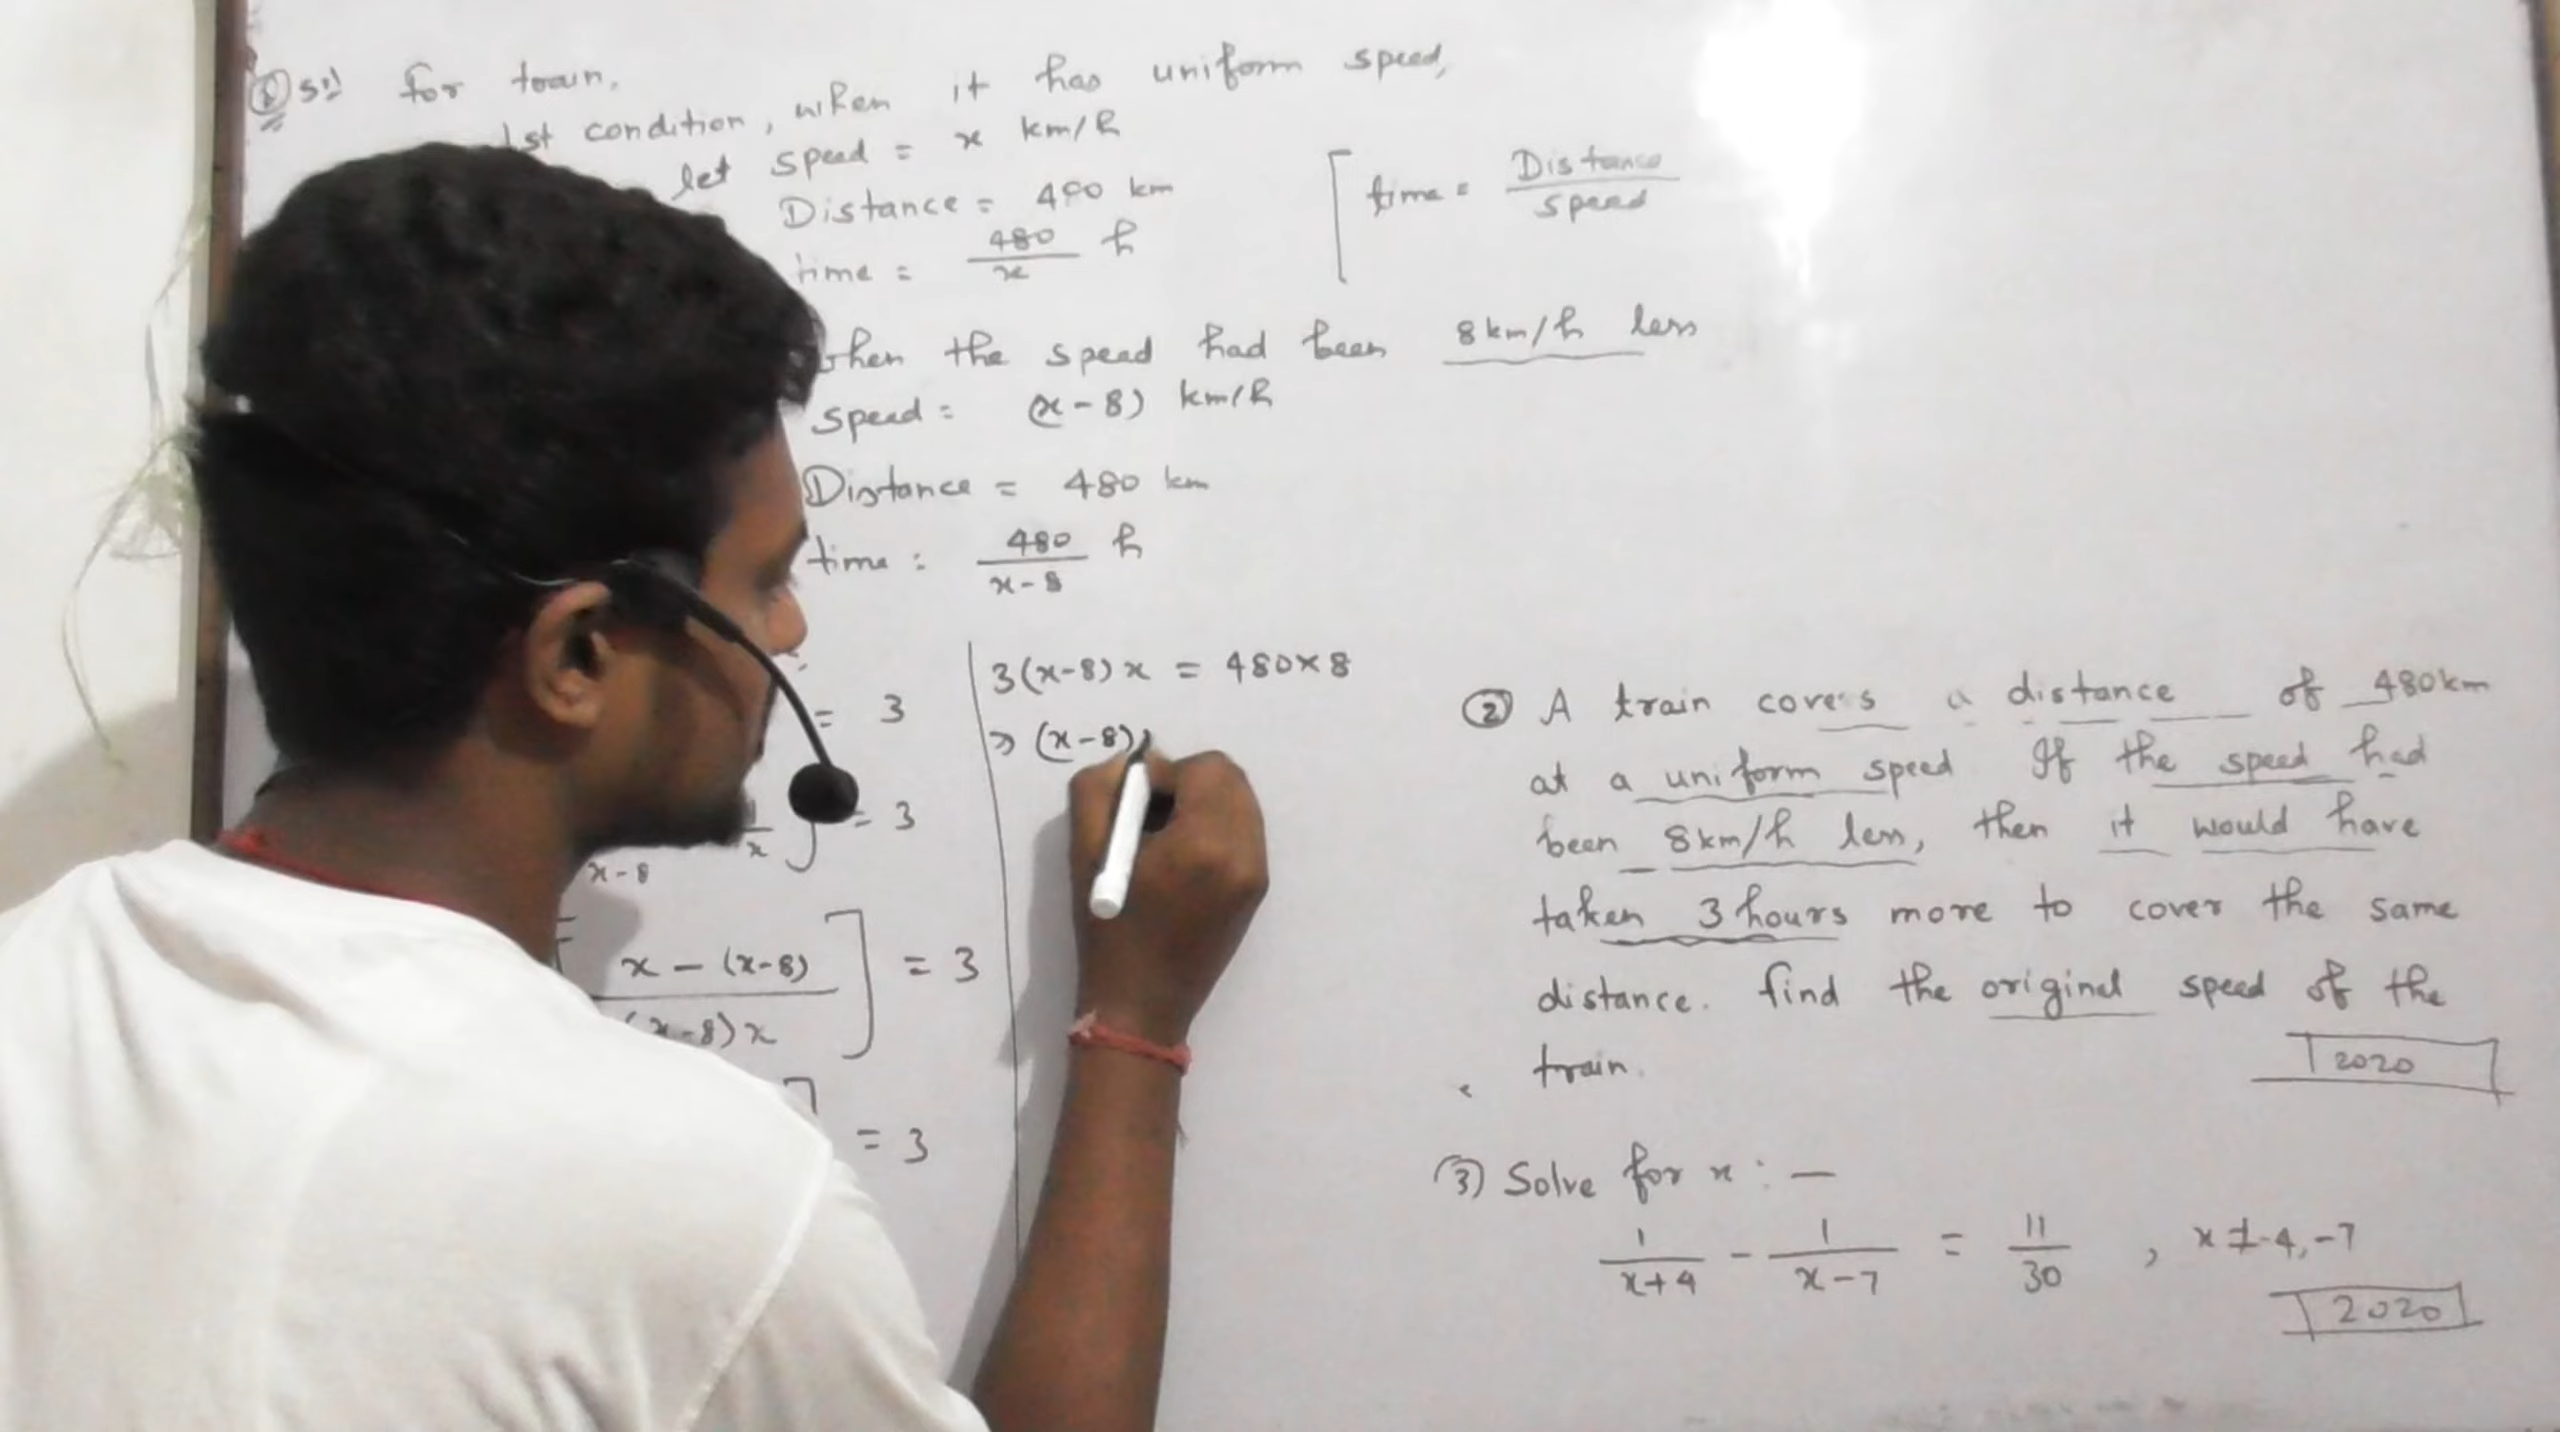 Sol for train,
1st condition, when it has uniform speed,
let speed = x km/h
Distance = 480 km
time = 480/x h
[ time = Distance/speed
when the speed had been 8km/h less
speed = (x-8) km/h
Distance = 480 km
time = 480/x-8 h
= 3
x-8 x ) = 3
x - (x-8) / (x-8)x ] = 3
] = 3
3(x-8)x = 480×8
⇒ (x-8)
(2) A train covers a distance of 480km
at a uniform speed If the speed had
been 8km/h less, then it would have
taken 3 hours more to cover the same
distance. find the original speed of the
train.
2020
(3) Solve for x : —
1/x+4 - 1/x-7 = 11/30 , x ≠ -4, -7
2020